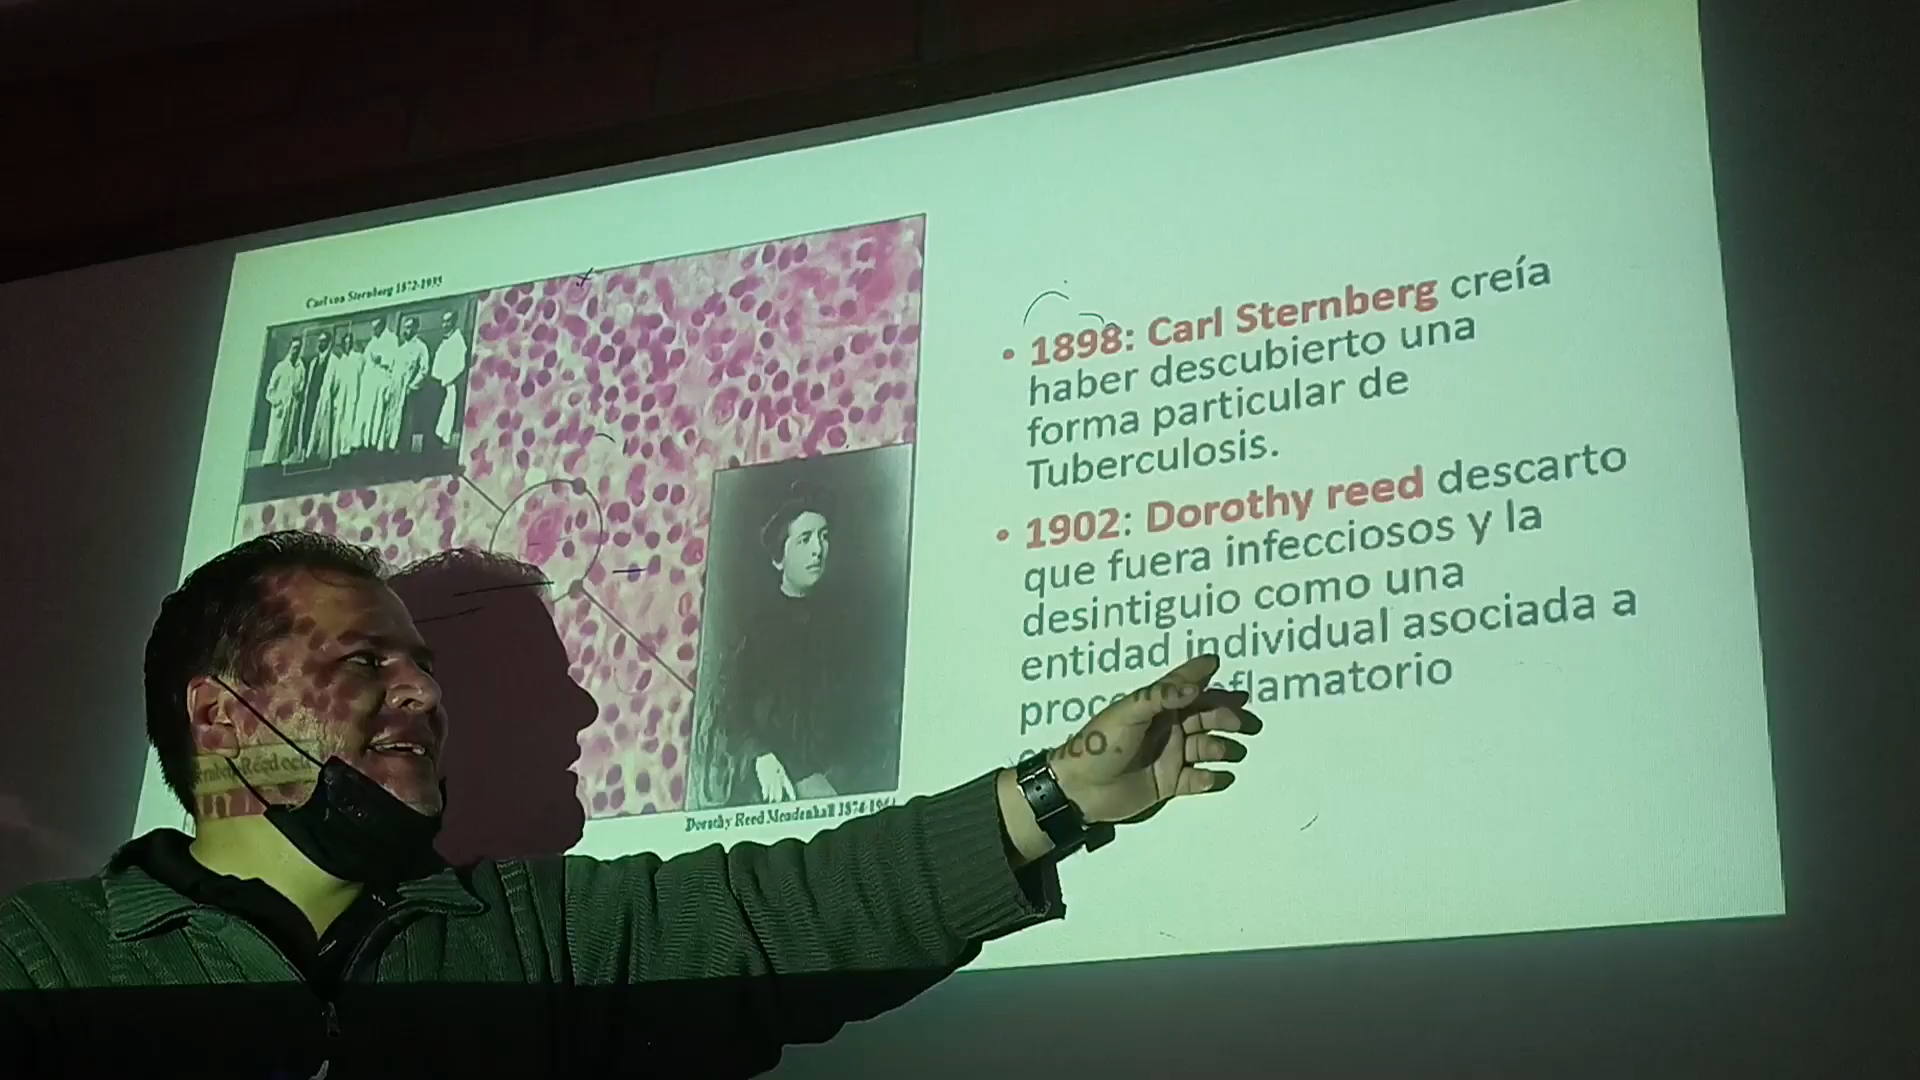 Carl von Sternberg 1872-1935
• 1898: Carl Sternberg creía
haber descubierto una
forma particular de
Tuberculosis.
• 1902: Dorothy reed descarto
que fuera infecciosos y la
desintiguio como una
entidad individual asociada a
inflamatorio
Dorothy Reed Mendenhall 1874-1964